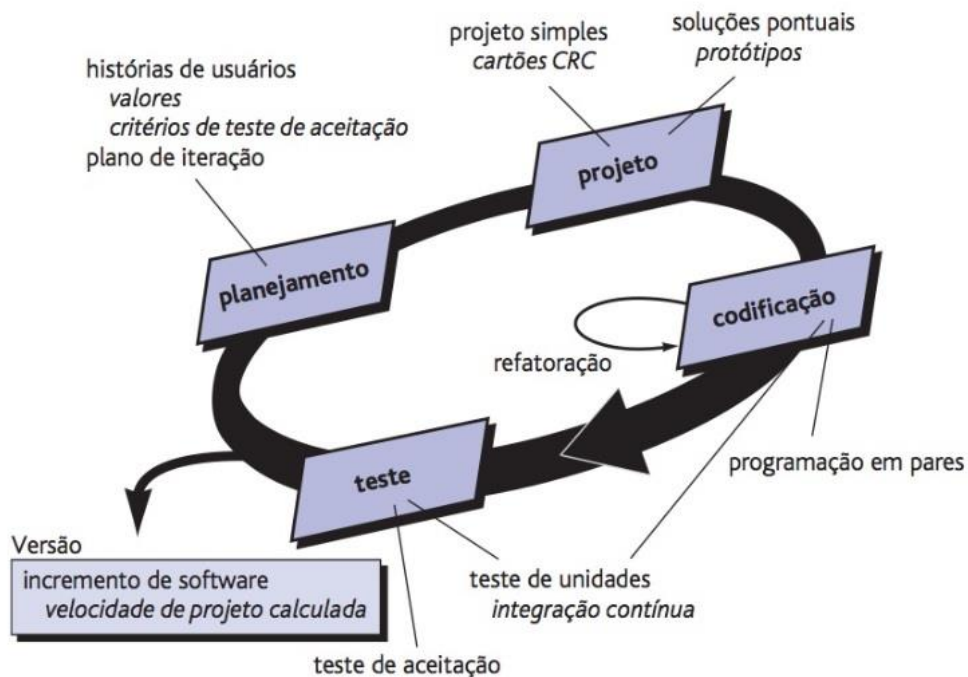 projeto simples
cartões CRC
soluções pontuais
protótipos
histórias de usuários
valores
critérios de teste de aceitação
plano de iteração
projeto
planejamento
codificação
refatoração
programação em pares
teste
teste de unidades
integração contínua
teste de aceitação
Versão
incremento de software
velocidade de projeto calculada